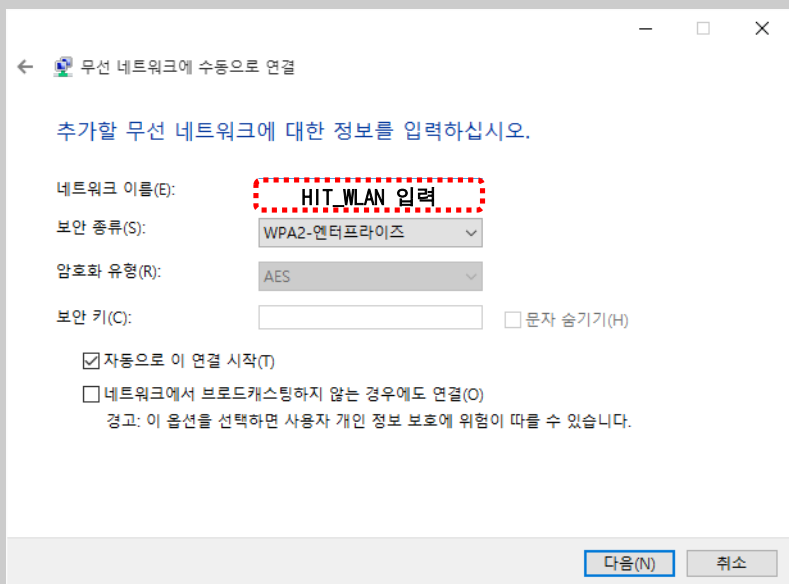 무선 네트워크에 수동으로 연결
추가할 무선 네트워크에 대한 정보를 입력하십시오.
네트워크 이름(E):
HIT_WLAN 입력
보안 종류(S):
WPA2-엔터프라이즈
암호화 유형(R):
AES
보안 키(C):
문자 숨기기(H)
자동으로 이 연결 시작(T)
네트워크에서 브로드캐스팅하지 않는 경우에도 연결(O)
경고: 이 옵션을 선택하면 사용자 개인 정보 보호에 위험이 따를 수 있습니다.
다음(N)
취소